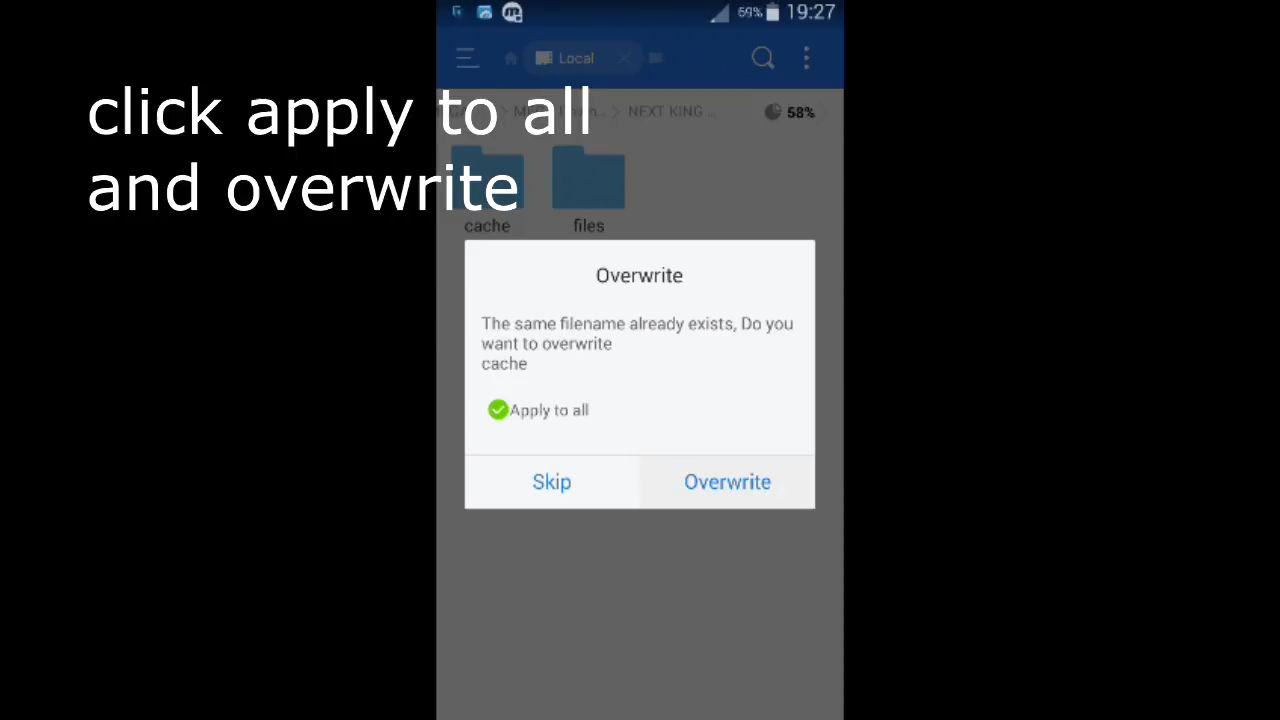 69% 19:27
Local
NEXT KING .. 58%
click apply to all
and overwrite
cache files
Overwrite
The same filename already exists, Do you
want to overwrite
cache
Apply to all
Skip Overwrite